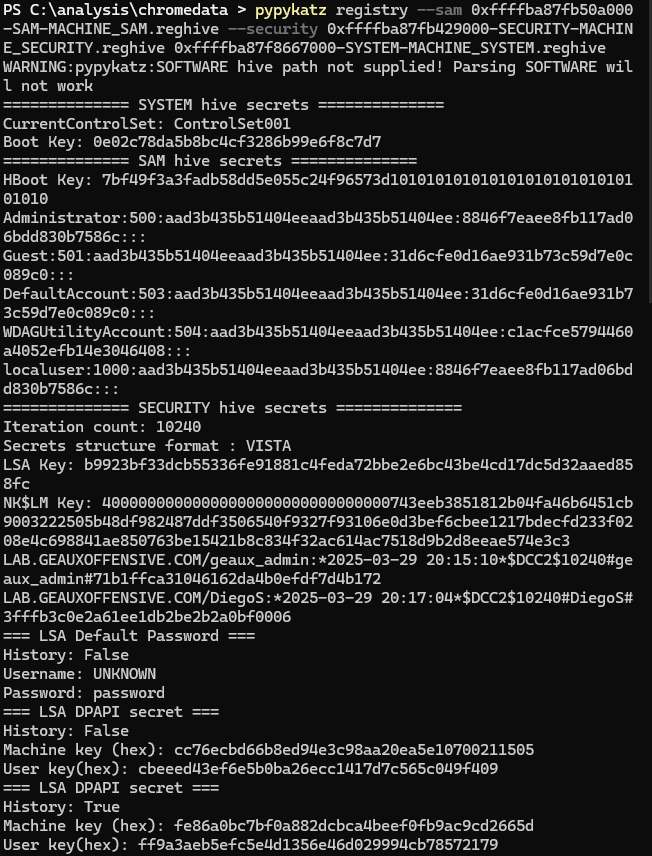 PS C:\analysis\chromedata > pypykatz registry --sam 0xffffba87fb50a000
-SAM-MACHINE_SAM.reghive --security 0xffffba87fb429000-SECURITY-MACHIN
E_SECURITY.reghive 0xffffba87f8667000-SYSTEM-MACHINE_SYSTEM.reghive
WARNING:pypykatz:SOFTWARE hive path not supplied! Parsing SOFTWARE wil
l not work
============== SYSTEM hive secrets ==============
CurrentControlSet: ControlSet001
Boot Key: 0e02c78da5b8bc4cf3286b99e6f8c7d7
============== SAM hive secrets ==============
HBoot Key: 7bf49f3a3fadb58dd5e055c24f96573d10101010101010101010101010101
01010
Administrator:500:aad3b435b51404eeaad3b435b51404ee:8846f7eaee8fb117ad0
6bdd830b7586c:::
Guest:501:aad3b435b51404eeaad3b435b51404ee:31d6cfe0d16ae931b73c59d7e0c
089c0:::
DefaultAccount:503:aad3b435b51404eeaad3b435b51404ee:31d6cfe0d16ae931b7
3c59d7e0c089c0:::
WDAGUtilityAccount:504:aad3b435b51404eeaad3b435b51404ee:c1acfce5794460
a4052efb14e3046408:::
localuser:1000:aad3b435b51404eeaad3b435b51404ee:8846f7eaee8fb117ad06bd
d830b7586c:::
============== SECURITY hive secrets ==============
Iteration count: 10240
Secrets structure format : VISTA
LSA Key: b9923bf33dcb55336fe91881c4feda72bbe2e6bc43be4cd17dc5d32aaed85
8fc
NK$LM Key: 40000000000000000000000000000000743eeb3851812b04fa46b6451cb
9003222505b48df982487ddf3506540f9327f93106e0d3bef6cbee1217bdecfd233f02
08e4c698841ae850763be15421b8c834f32ac614ac7518d9b2d8eeae574e3c3
LAB.GEAUXOFFENSIVE.COM/geaux_admin:*2025-03-29 20:15:10*$DCC2$10240#ge
aux_admin#71b1ffca31046162da4b0efdf7d4b172
LAB.GEAUXOFFENSIVE.COM/DiegoS:*2025-03-29 20:17:04*$DCC2$10240#DiegoS#
3fffb3c0e2a61ee1db2be2b2a0bf0006
=== LSA Default Password ===
History: False
Username: UNKNOWN
Password: password
=== LSA DPAPI secret ===
History: False
Machine key (hex): cc76ecbd66b8ed94e3c98aa20ea5e10700211505
User key(hex): cbeeed43ef6e5b0ba26ecc1417d7c565c049f409
=== LSA DPAPI secret ===
History: True
Machine key (hex): fe86a0bc7bf0a882dcbca4beef0fb9ac9cd2665d
User key(hex): ff9a3aeb5efc5e4d1356e46d029994cb78572179